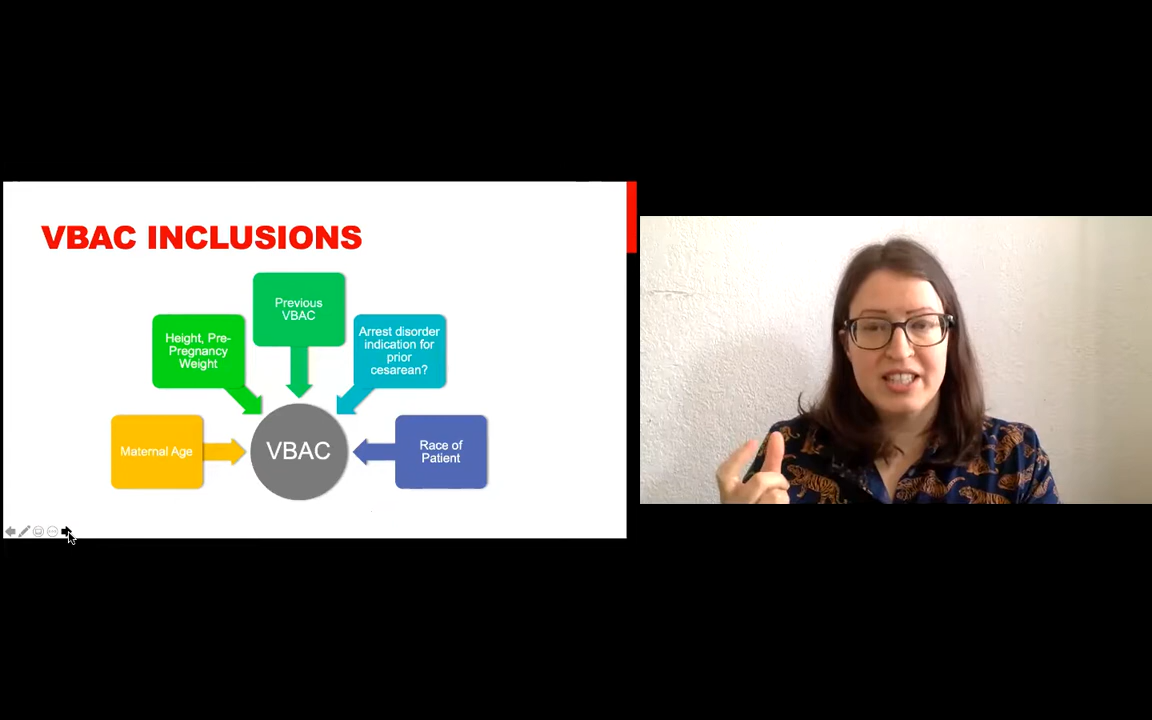 VBAC INCLUSIONS
Previous
VBAC
Height, Pre-
Pregnancy
Weight
Arrest disorder
indication for
prior
cesarean?
Maternal Age
VBAC
Race of
Patient